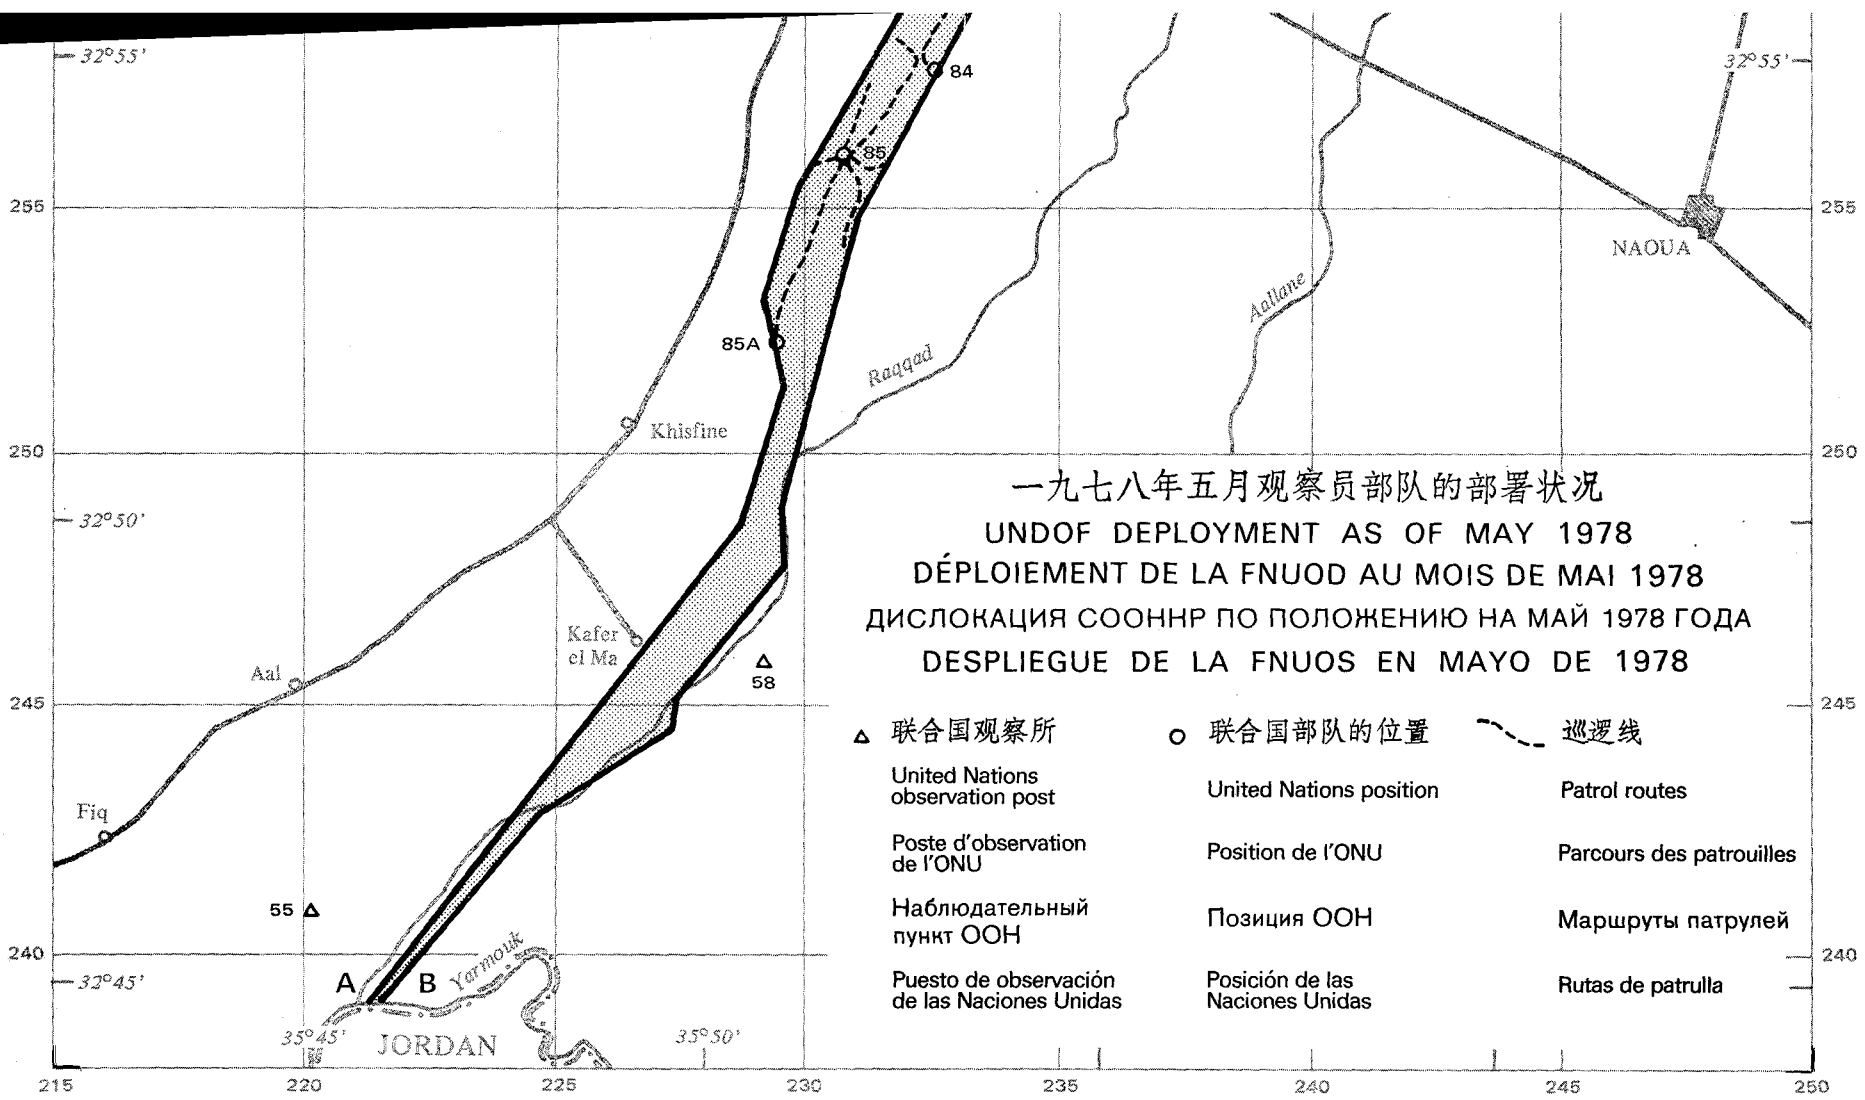 32°55'
84
32°55'
85
255
255
NAOUA
Aallane
85A
Raqqad
Khisfine
250
250
一九七八年五月观察员部队的部署状况
32°50'
UNDOF DEPLOYMENT AS OF MAY 1978
DÉPLOIEMENT DE LA FNUOD AU MOIS DE MAI 1978
ДИСЛОКАЦИЯ СООННР ПО ПОЛОЖЕНИЮ НА МАЙ 1978 ГОДА
Kafer
el Ma
DESPLIEGUE DE LA FNUOS EN MAYO DE 1978
Aal
58
245
245
联合国观察所
联合国部队的位置
巡逻线
United Nations
observation post
United Nations position
Patrol routes
Fiq
Poste d'observation
de l'ONU
Position de l'ONU
Parcours des patrouilles
55
Наблюдательный
пункт ООН
Позиция ООН
Маршруты патрулей
240
240
Yarmouk
32°45'
A
B
Puesto de observación
de las Naciones Unidas
Posición de las
Naciones Unidas
Rutas de patrulla
35°45'
JORDAN
35°50'
215
220
225
230
235
240
245
250